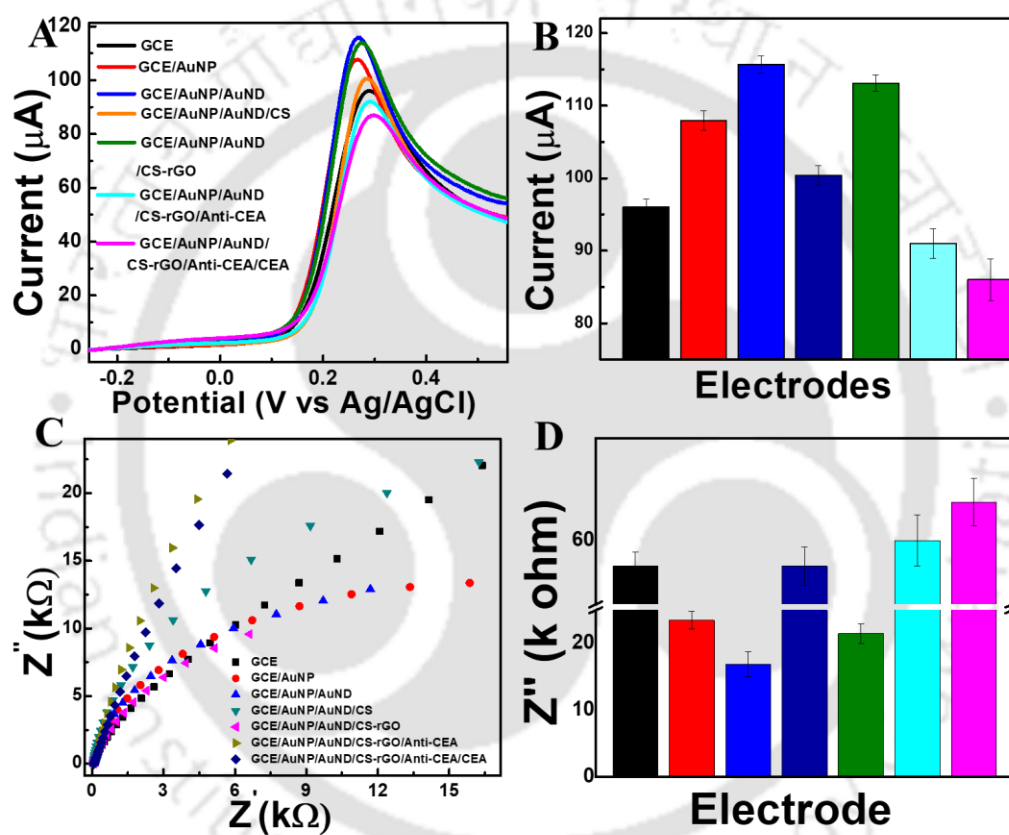 A
120
100
80
60
40
20
0
Current (μA)
GCE
GCE/AuNP
GCE/AuNP/AuND
GCE/AuNP/AuND/CS
GCE/AuNP/AuND
/CS-rGO
GCE/AuNP/AuND
/CS-rGO/Anti-CEA
GCE/AuNP/AuND/
CS-rGO/Anti-CEA/CEA
-0.2 0.0 0.2 0.4
Potential (V vs Ag/AgCl)
B
120
110
100
90
80
Current (μA)
Electrodes
C
20
15
10
5
0
Z" (kΩ)
GCE
GCE/AuNP
GCE/AuNP/AuND
GCE/AuNP/AuND/CS
GCE/AuNP/AuND/CS-rGO
GCE/AuNP/AuND/CS-rGO/Anti-CEA
GCE/AuNP/AuND/CS-rGO/Anti-CEA/CEA
0 3 6 9 12 15
Z' (kΩ)
D
60
20
10
0
Z" (k ohm)
Electrode